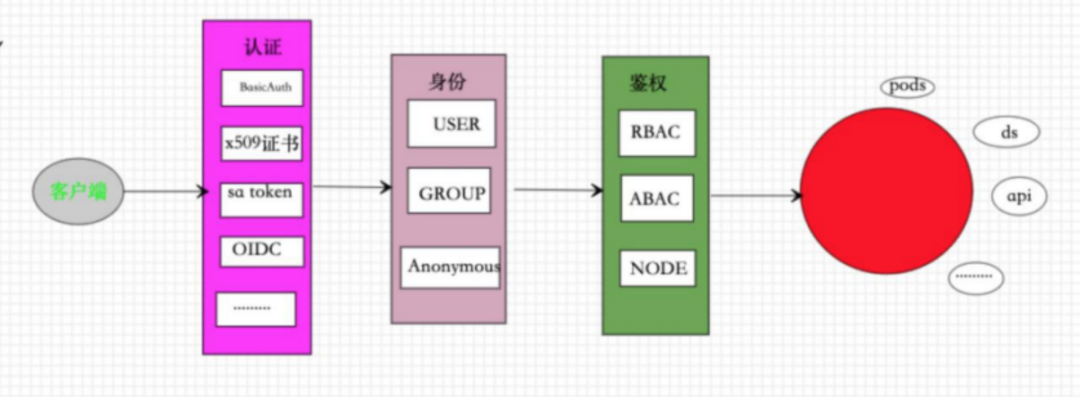 客户端
认证
BasicAuth
x509证书
sa token
OIDC
.........
身份
USER
GROUP
Anonymous
鉴权
RBAC
ABAC
NODE
pods
ds
api
.........